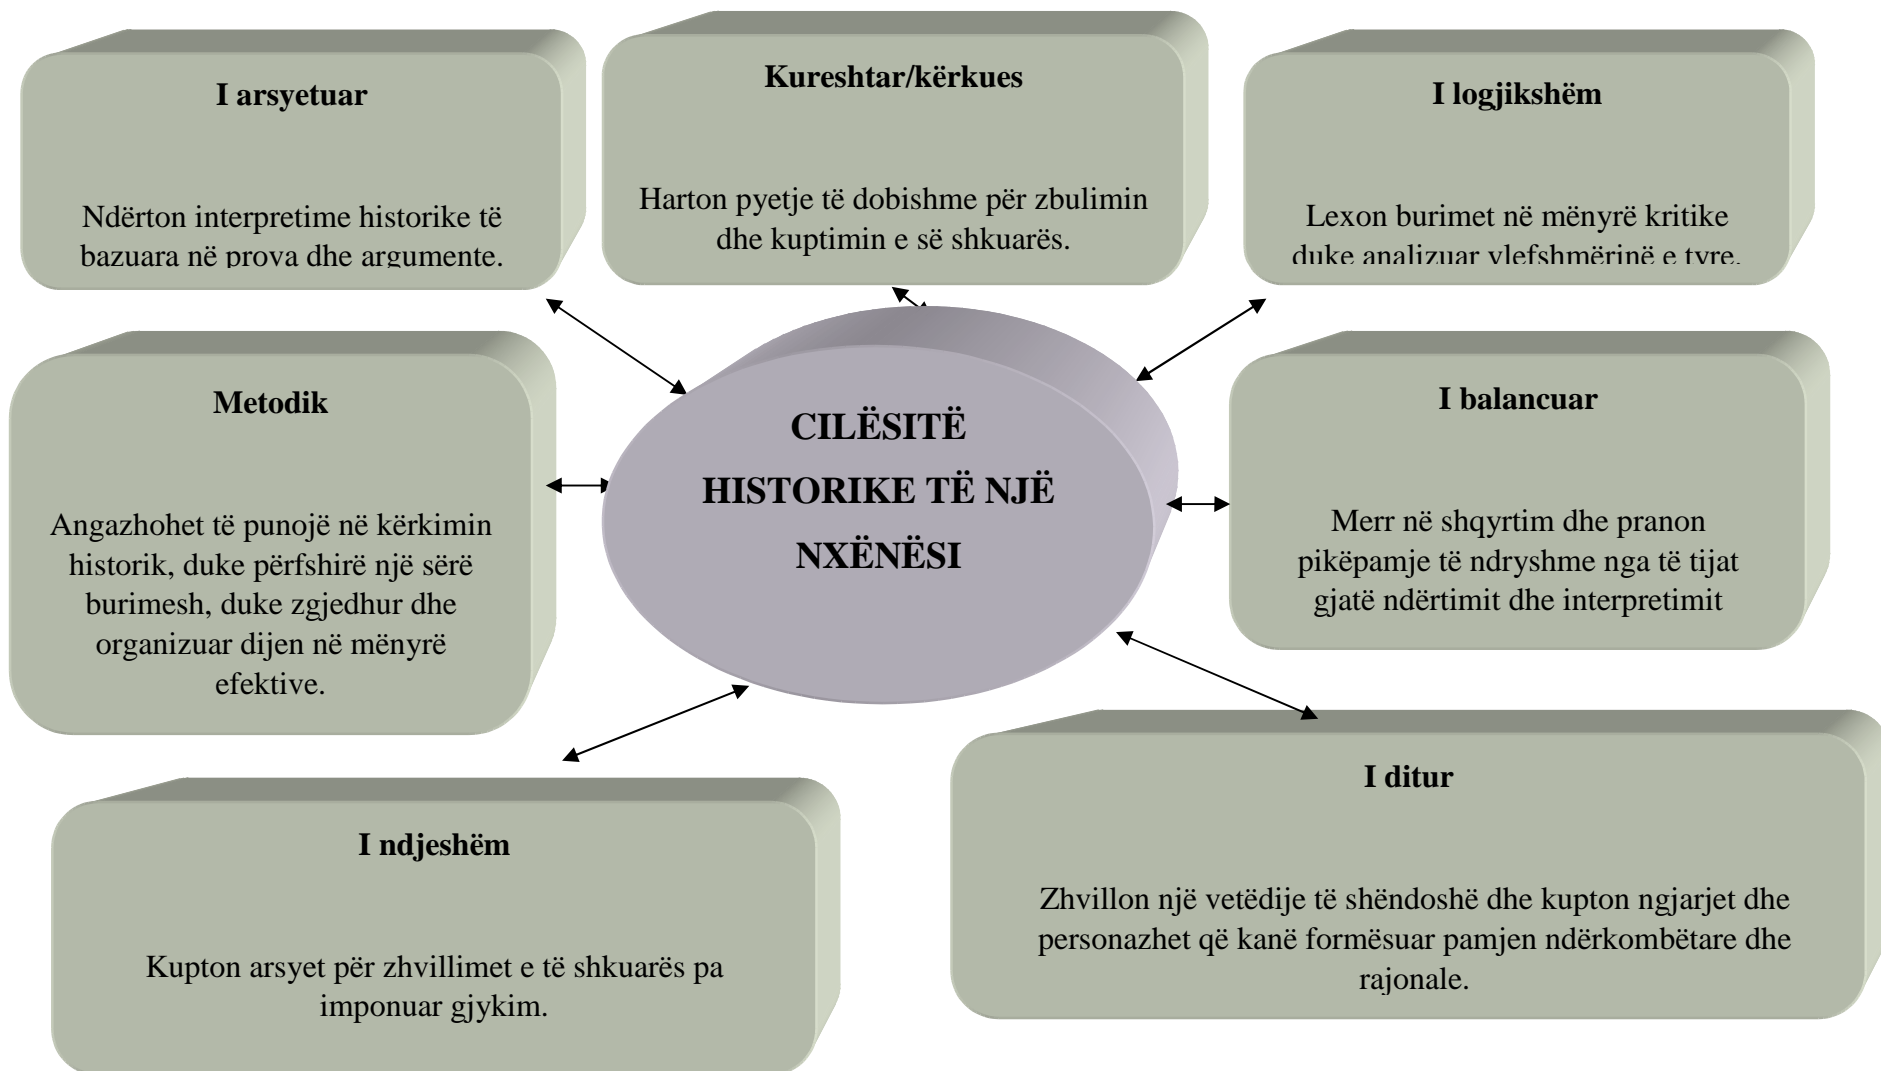 I arsyetuar
Ndërton interpretime historike të
bazuara në prova dhe argumente.
Kureshtar/kërkues
Harton pyetje të dobishme për zbulimin
dhe kuptimin e së shkuarës.
I logjikshëm
Lexon burimet në mënyrë kritike
duke analizuar vlefshmërinë e tyre.
Metodik
Angazhohet të punojë në kërkimin
historik, duke përfshirë një sërë
burimesh, duke zgjedhur dhe
organizuar dijen në mënyrë
efektive.
CILËSITË
HISTORIKE TË NJË
NXËNËSI
I balancuar
Merr në shqyrtim dhe pranon
pikëpamje të ndryshme nga të tijat
gjatë ndërtimit dhe interpretimit
I ndjeshëm
Kupton arsyet për zhvillimet e të shkuarës pa
imponuar gjykim.
I ditur
Zhvillon një vetëdije të shëndoshë dhe kupton ngjarjet dhe
personazhet që kanë formësuar pamjen ndërkombëtare dhe
rajonale.